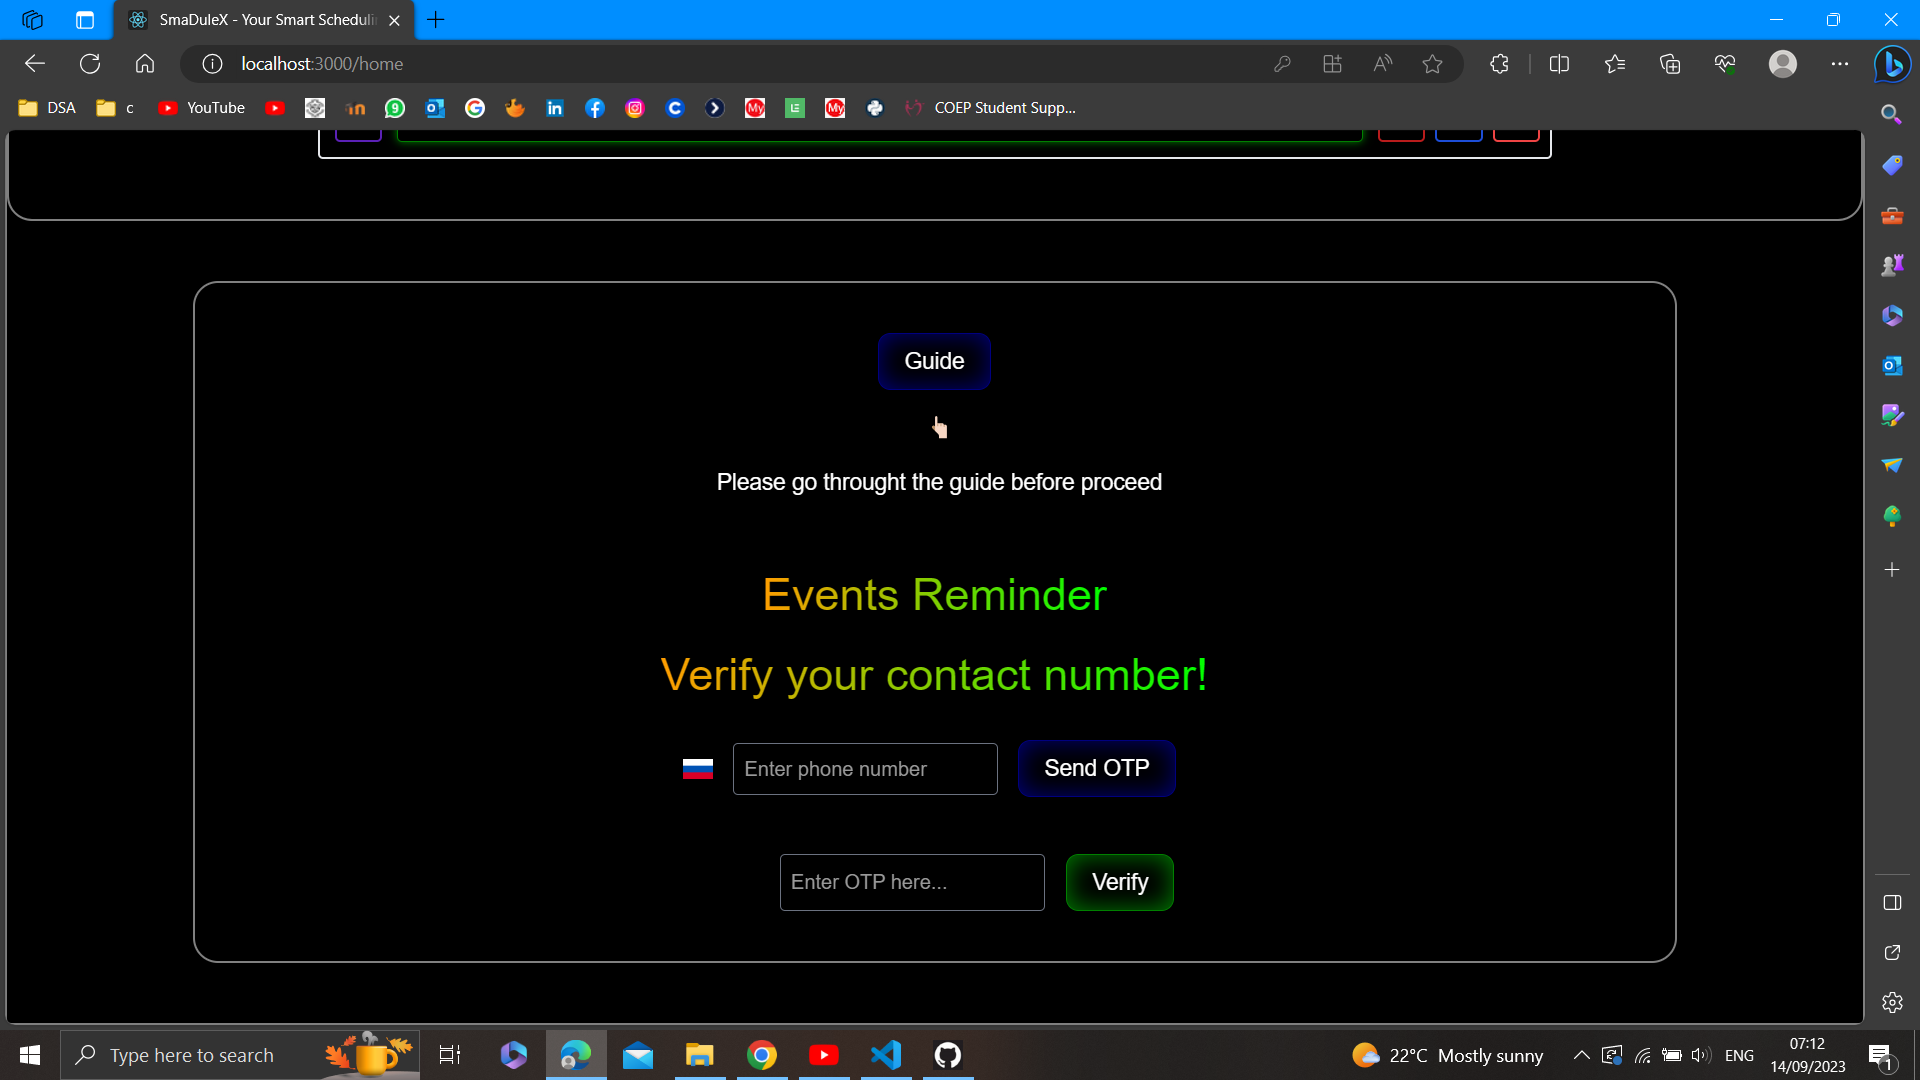 SmaDuleX - Your Smart Scheduli
localhost:3000/home
DSA
c
YouTube
COEP Student Supp...
Guide
Please go throught the guide before proceed
Events Reminder
Verify your contact number!
Enter phone number
Send OTP
Enter OTP here...
Verify
Type here to search
22°C Mostly sunny
ENG
07:12
14/09/2023
1